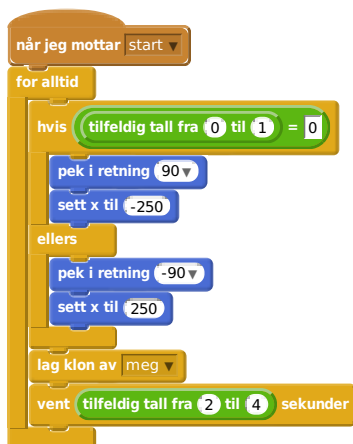 når jeg mottar start
for alltid
hvis tilfeldig tall fra 0 til 1 = 0
pek i retning 90
sett x til -250
ellers
pek i retning -90
sett x til 250
lag klon av meg
vent tilfeldig tall fra 2 til 4 sekunder